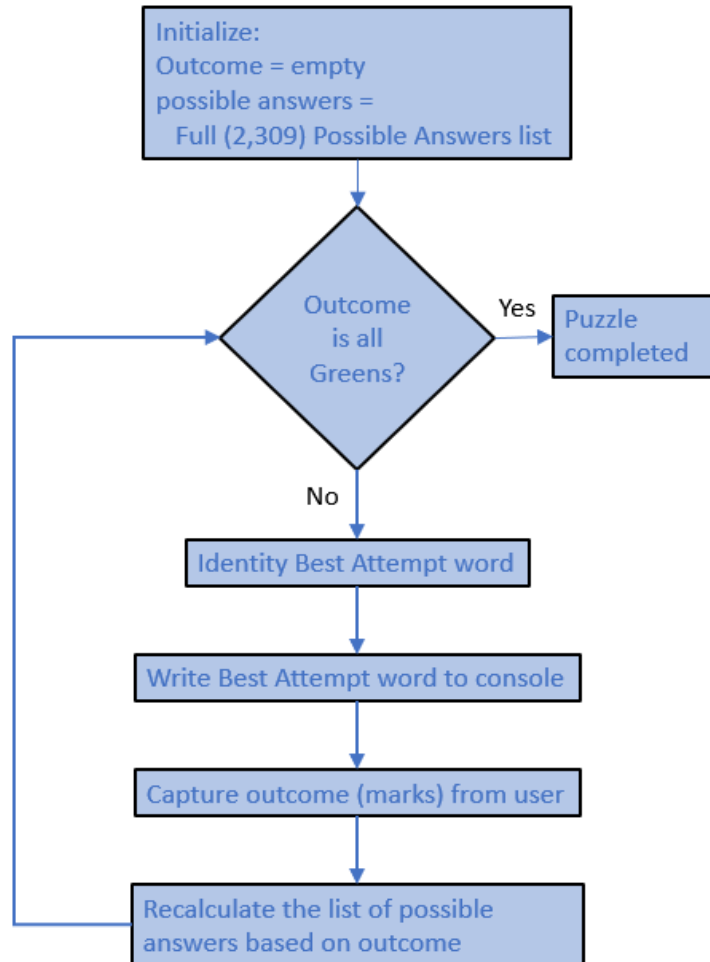 Initialize:
Outcome = empty
possible answers =
Full (2,309) Possible Answers list
Outcome
is all
Greens?
Yes
Puzzle
completed
No
Identity Best Attempt word
Write Best Attempt word to console
Capture outcome (marks) from user
Recalculate the list of possible
answers based on outcome